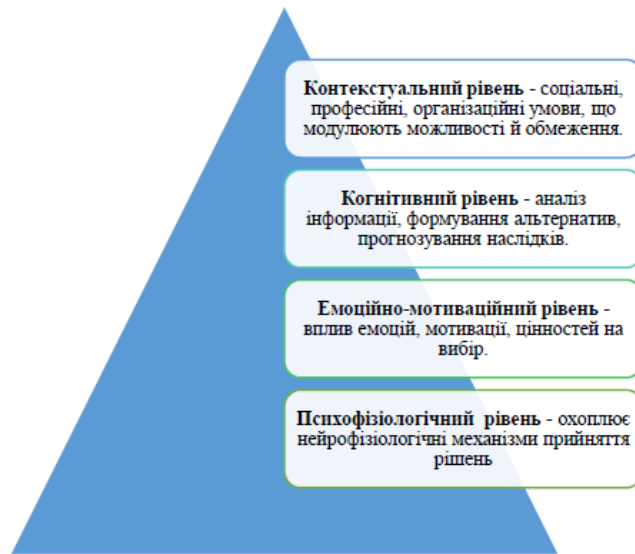 Контекстуальний рівень - соціальні,
професійні, організаційні умови, що
модулюють можливості й обмеження.
Когнітивний рівень - аналіз
інформації, формування альтернатив,
прогнозування наслідків.
Емоційно-мотиваційний рівень -
вплив емоцій, мотивації, цінностей на
вибір.
Психофізіологічний рівень - охоплює
нейрофізіологічні механізми прийняття
рішень